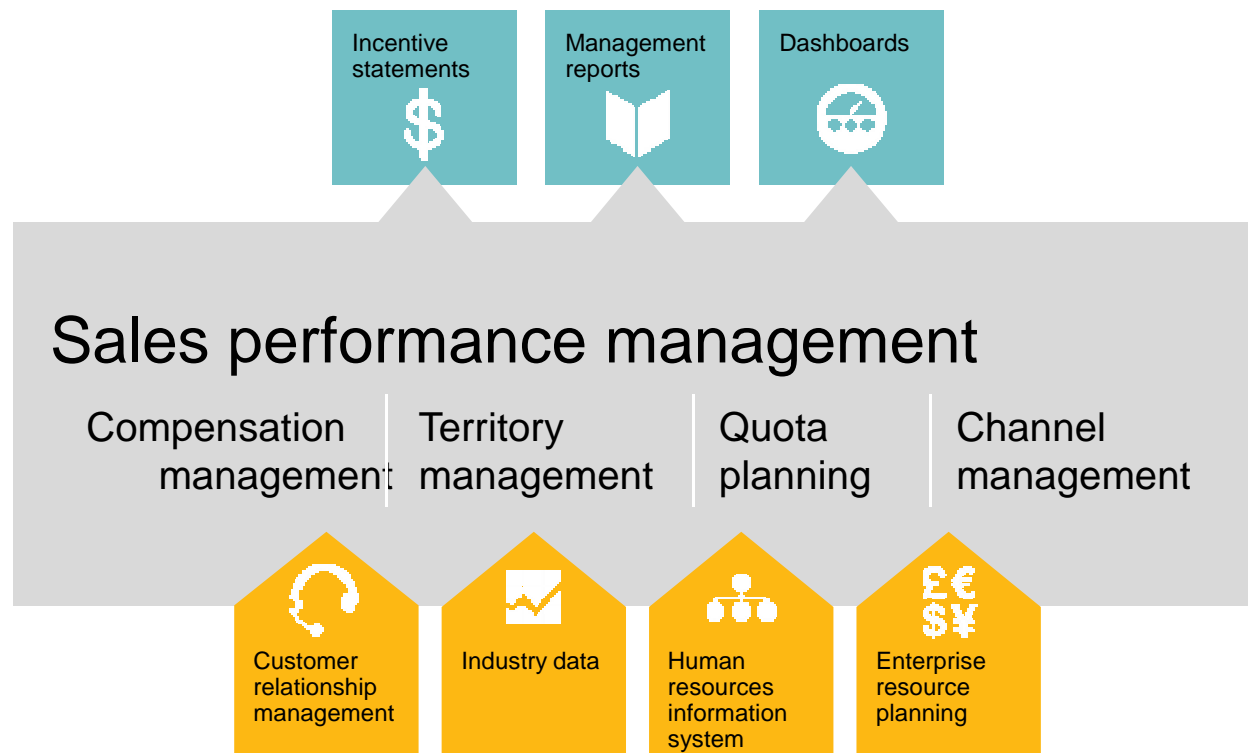 Incentive
statements
Management
reports
Dashboards
$
Sales performance management
Compensation
management
Territory
management
Quota
planning
Channel
management
£€
$¥
Customer
relationship
management
Industry data
Human
resources
information
system
Enterprise
resource
planning